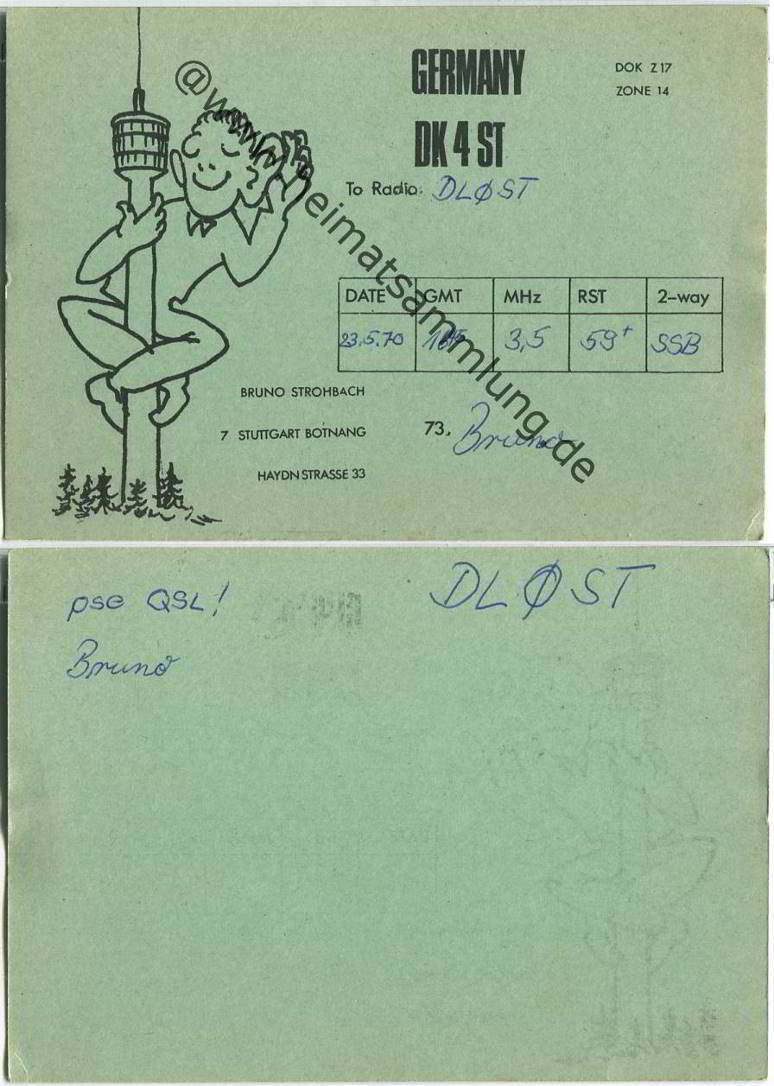 GERMANY
DK 4 ST
DOK Z17
ZONE 14
To Radio: DLØST
DATE GMT MHz RST 2-way
23.5.70 3,5 59+ SSB
BRUNO STROHBACH
7 STUTTGART BOTNANG
HAYDNSTRASSE 33
73, Bruno
@www.heimatsammlung.de
pse QSL!
DLØST
Bruno